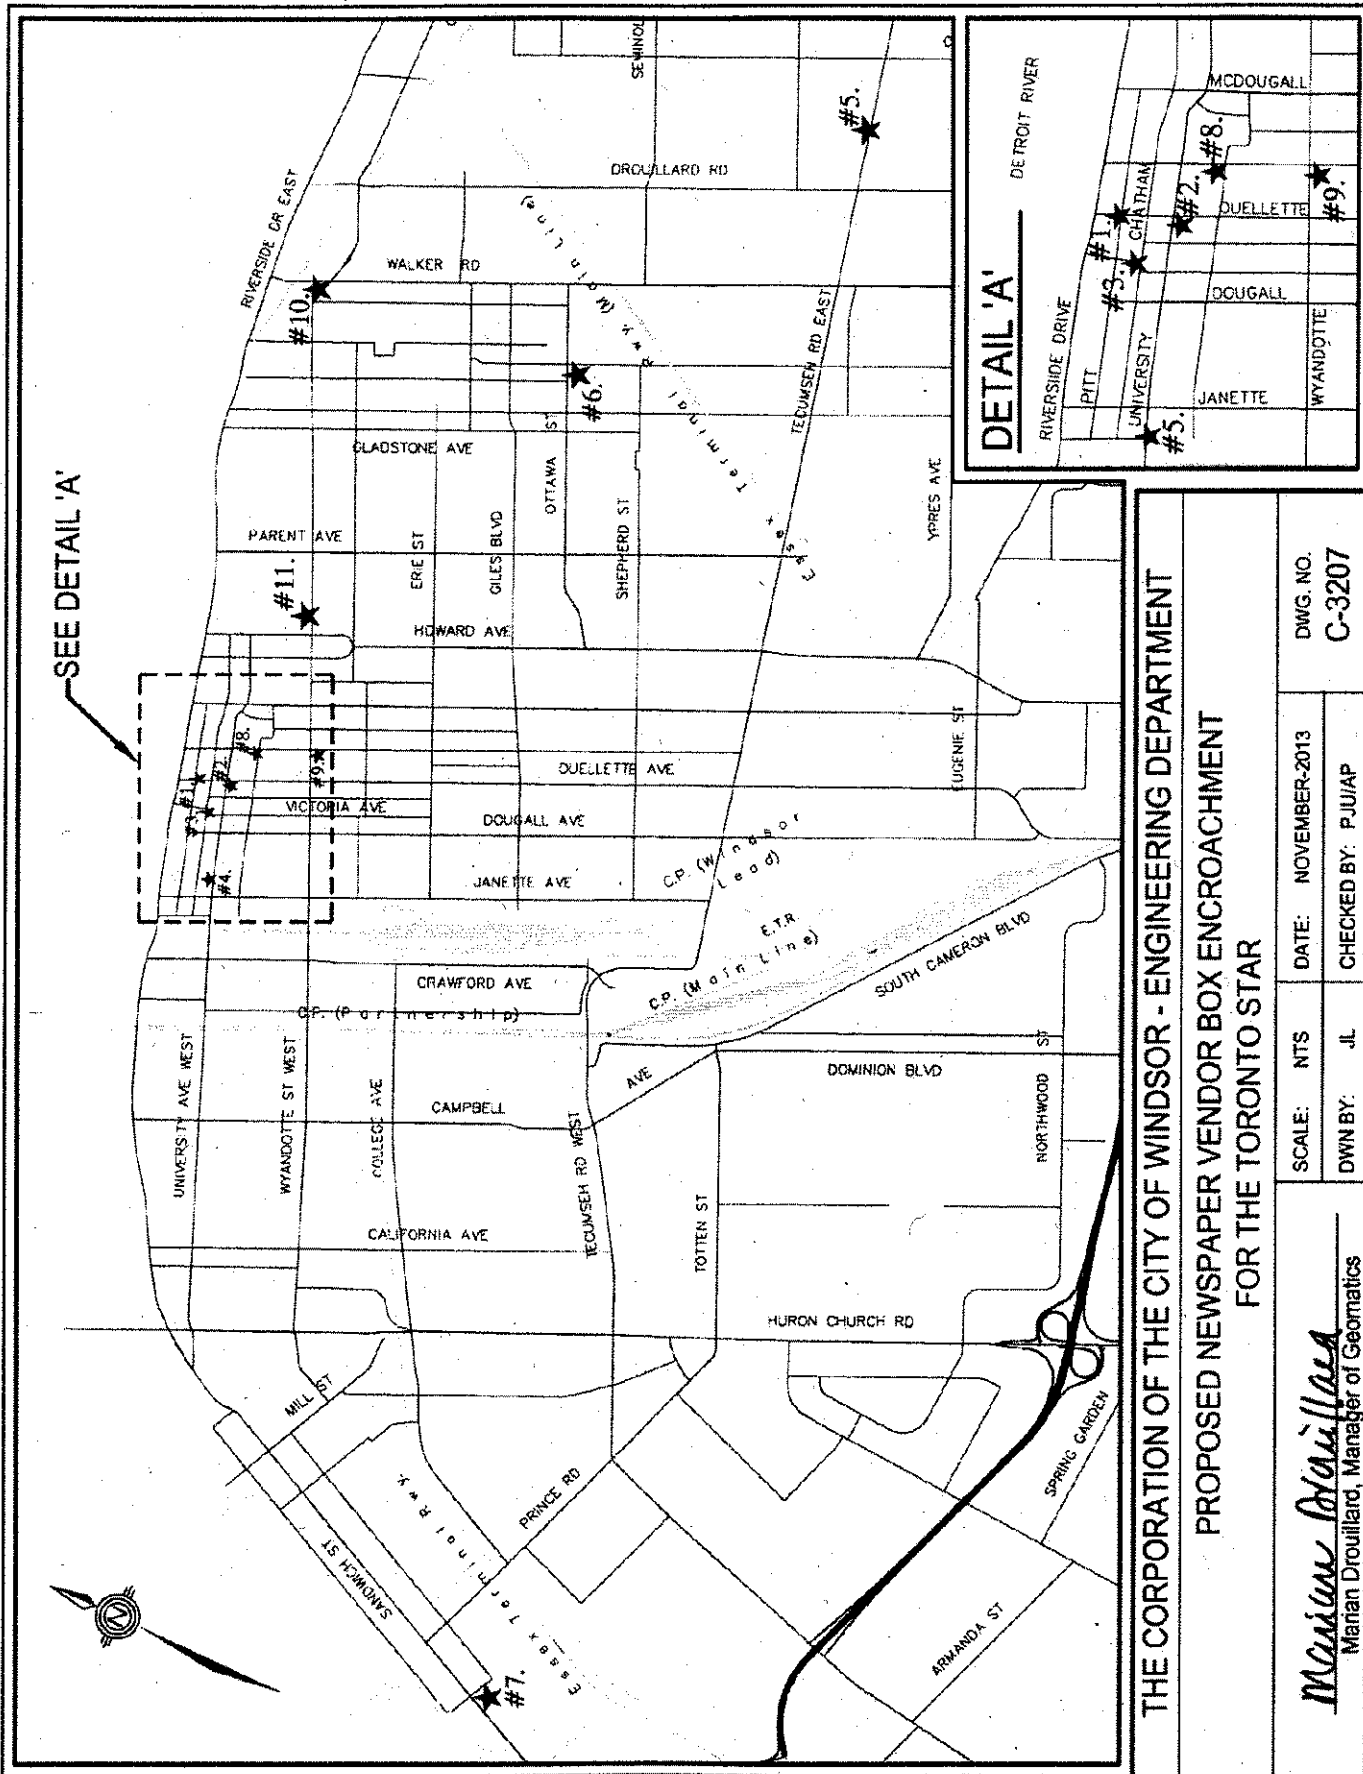 SEE DETAIL 'A'
RIVERSIDE DR EAST
SEMINOL
DROUILLARD RD
WALKER RD
#10.
#5.
#6.
GLADSTONE AVE
OTTAWA ST
Essex Terminal Rwy. (Main Line)
TECUMSEH RD EAST
PARENT AVE
#11.
ERIE ST
GILES BLVD
SHEPHERD ST
YPRES AVE
HOWARD AVE
#1.
#2.
#8.
#3.
#9.
#4.
OUELLETTE AVE
VICTORIA AVE
DOUGALL AVE
EUGENIE ST
JANETTE AVE
C.P. (Windsor Lead)
E.T.R.
C.P. (Main Line)
SOUTH CAMERON BLVD
CRAWFORD AVE
C.P. (Partnership)
UNIVERSITY AVE WEST
WYANDOTTE ST WEST
COLLEGE AVE
CAMPBELL AVE
DOMINION BLVD
NORTHWOOD ST
TECUMSEH RD WEST
CALIFORNIA AVE
TOTTEN ST
HURON CHURCH RD
MILL ST
SANDWICH ST
Essex Terminal Rwy.
PRINCE RD
SPRING GARDEN
ARMANDA ST
#7.
N
DETAIL 'A'
DETROIT RIVER
RIVERSIDE DRIVE
MCDOUGALL
PITT
CHATHAM
UNIVERSITY
OUELLETTE
DOUGALL
JANETTE
WYANDOTTE
#1.
#2.
#3.
#5.
#8.
#9.
THE CORPORATION OF THE CITY OF WINDSOR - ENGINEERING DEPARTMENT
PROPOSED NEWSPAPER VENDOR BOX ENCROACHMENT
FOR THE TORONTO STAR
Marian Drouillard
Marian Drouillard, Manager of Geomatics
SCALE: NTS
DATE: NOVEMBER-2013
DWG. NO.
C-3207
DWN BY: JL
CHECKED BY: PJU/AP